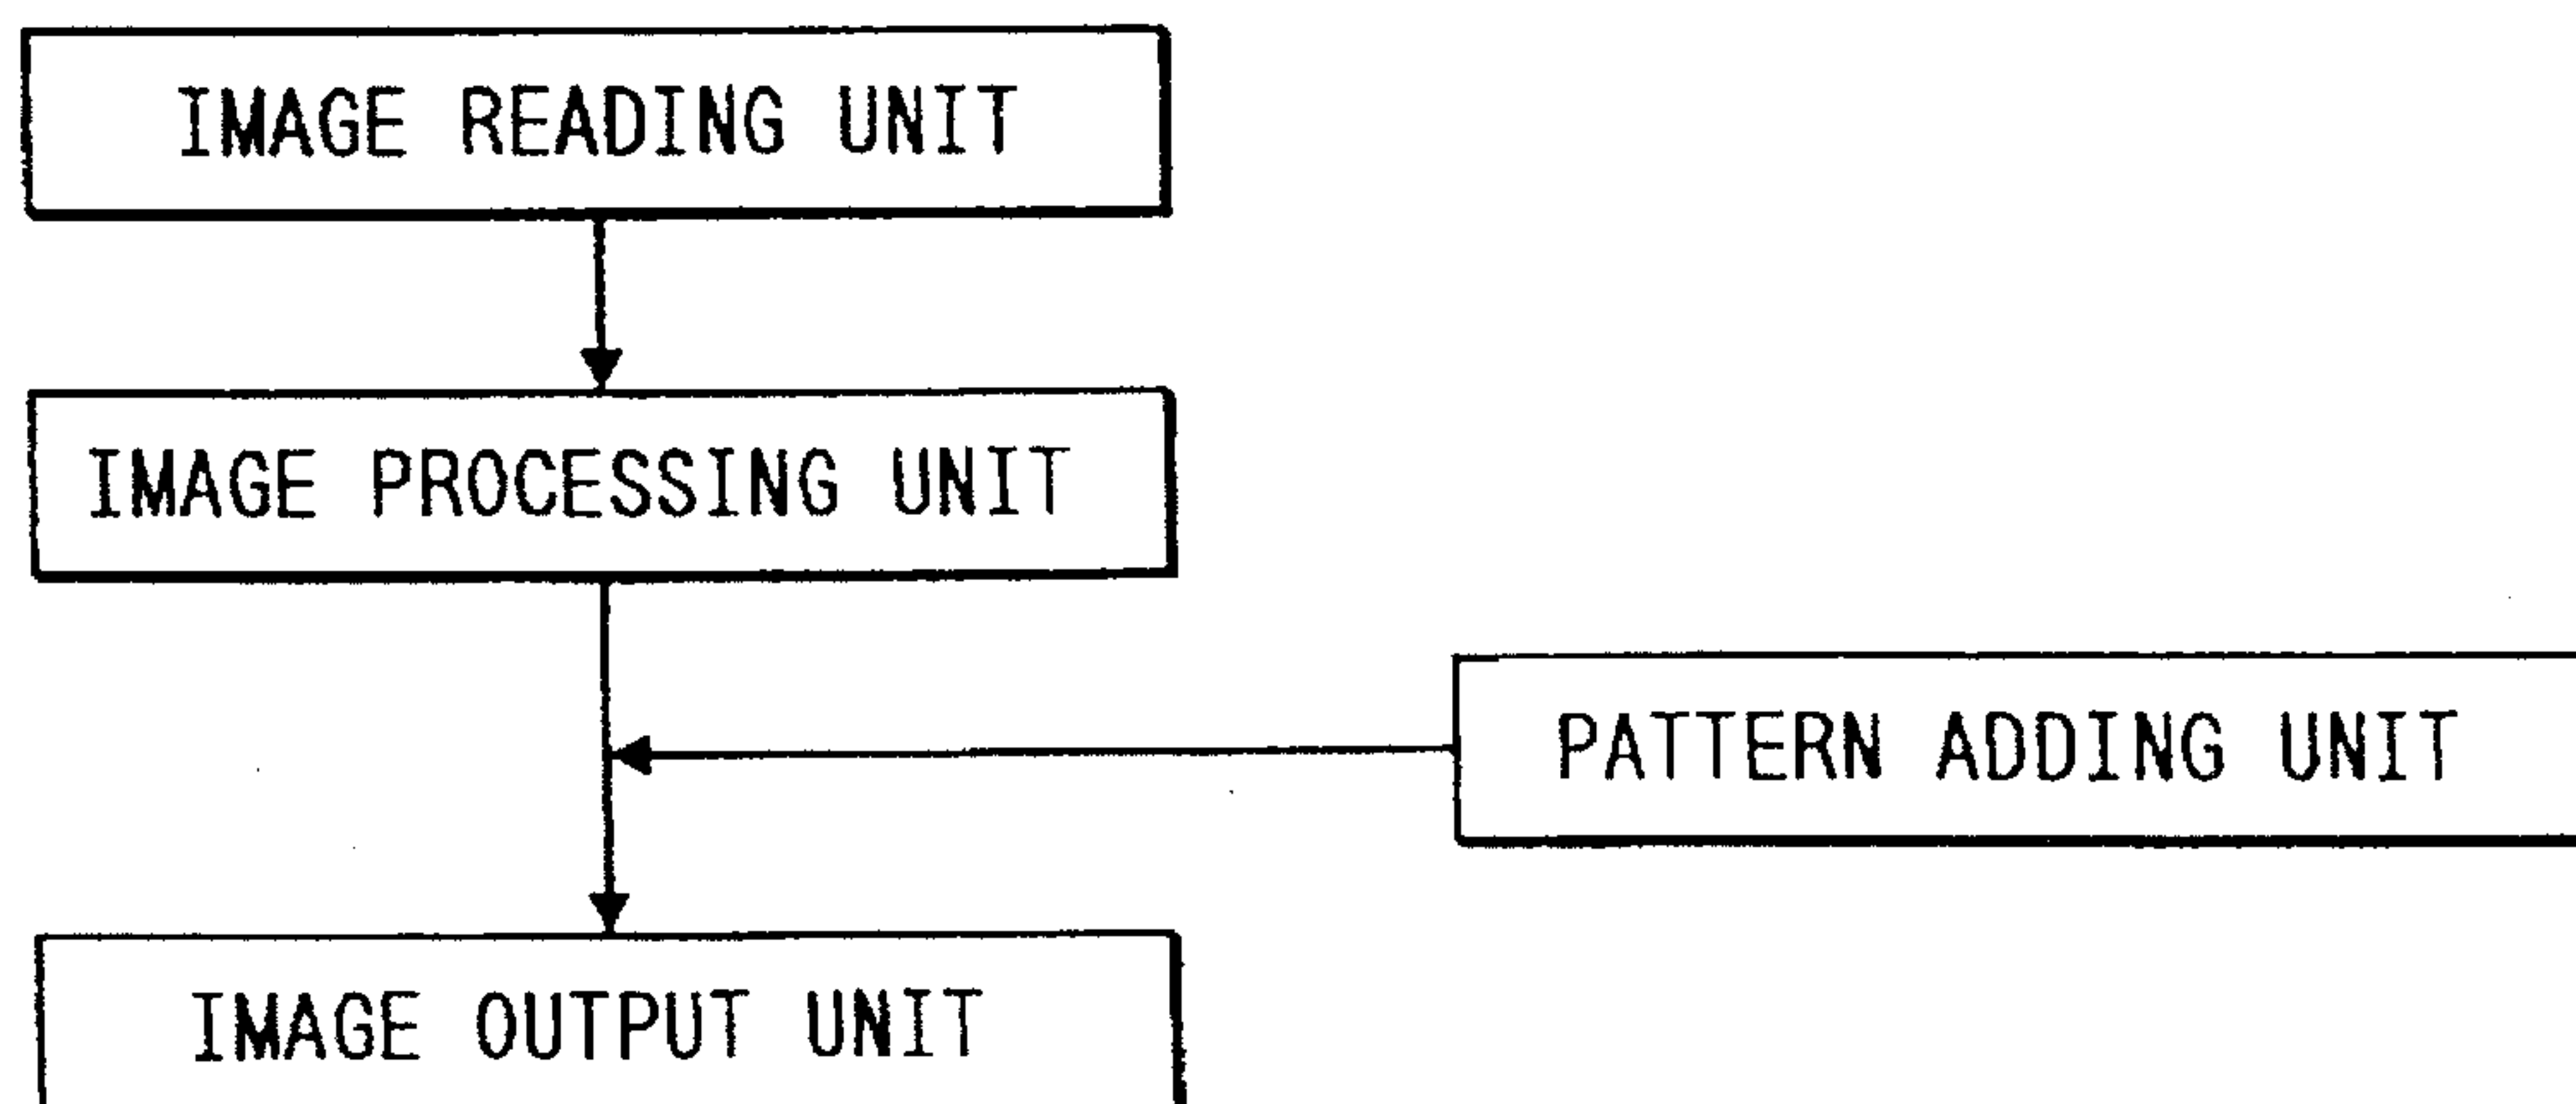 IMAGE READING UNIT
IMAGE PROCESSING UNIT
PATTERN ADDING UNIT
IMAGE OUTPUT UNIT